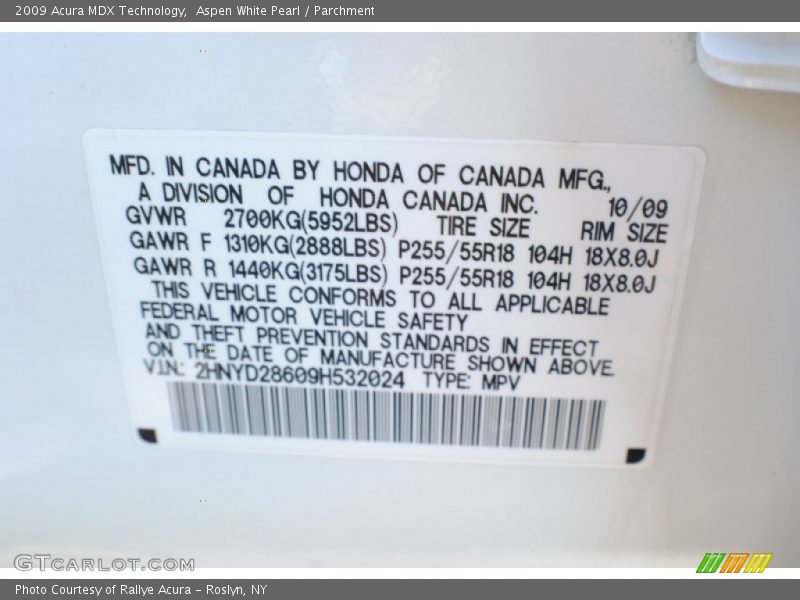 2009 Acura MDX Technology,  Aspen White Pearl / Parchment
MFD. IN CANADA BY HONDA OF CANADA MFG.,
A DIVISION OF HONDA CANADA INC. 10/09
GVWR 2700KG(5952LBS) TIRE SIZE RIM SIZE
GAWR F 1310KG(2888LBS) P255/55R18 104H 18X8.0J
GAWR R 1440KG(3175LBS) P255/55R18 104H 18X8.0J
THIS VEHICLE CONFORMS TO ALL APPLICABLE
FEDERAL MOTOR VEHICLE SAFETY
AND THEFT PREVENTION STANDARDS IN EFFECT
ON THE DATE OF MANUFACTURE SHOWN ABOVE.
V.I.N.: 2HNYD28609H532024 TYPE: MPV
GTCARLOT.COM
Photo Courtesy of Rallye Acura - Roslyn, NY